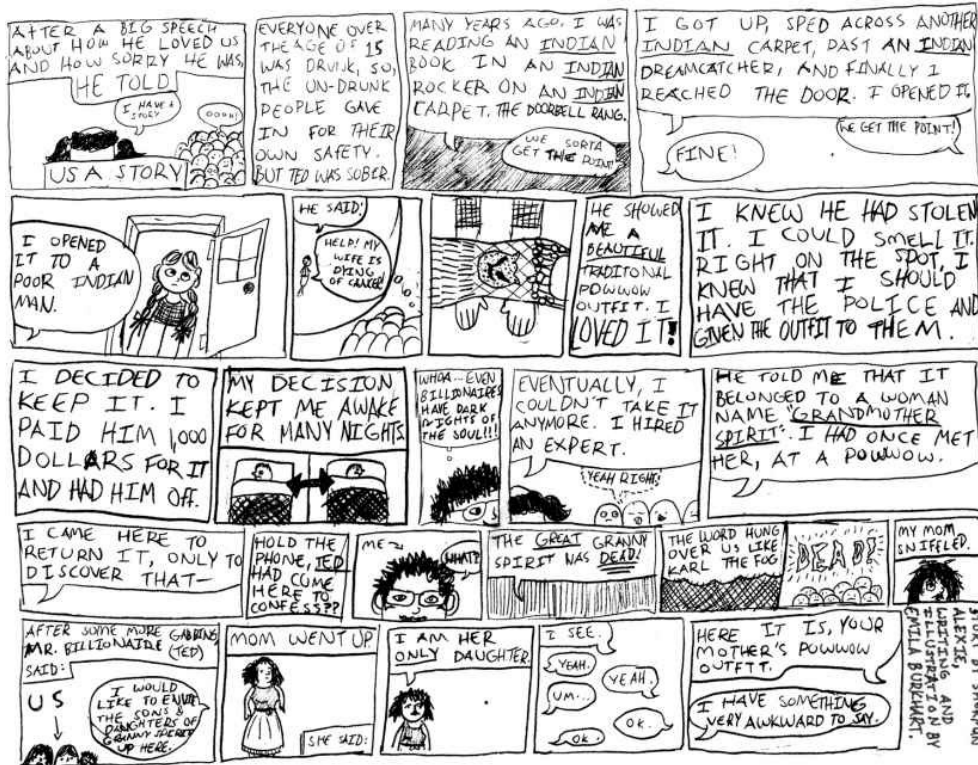 AFTER A BIG SPEECH
ABOUT HOW HE LOVED US
AND HOW SORRY HE WAS,
HE TOLD
I HAVE A
STORY
OOOH!
US A STORY
EVERYONE OVER
THE AGE OF 15
WAS DRUNK, SO,
THE UN-DRUNK
PEOPLE GAVE
IN FOR THEIR
OWN SAFETY.
BUT TED WAS SOBER.
MANY YEARS AGO, I WAS
READING AN INDIAN
BOOK IN AN INDIAN
ROCKER ON AN INDIAN
CARPET. THE DOORBELL RANG.
WE SORTA
GET THE POINT!
I GOT UP, SPED ACROSS ANOTHER
INDIAN CARPET, PAST AN INDIAN
DREAMCATCHER, AND FINALLY I
REACHED THE DOOR. I OPENED IT.
WE GET THE POINT!
FINE!
I OPENED
IT TO A
POOR INDIAN
MAN.
HE SAID:
HELP! MY
WIFE IS
DYING
OF CANCER!
HE SHOWED
ME A
BEAUTIFUL
TRADITONAL
POWWOW
OUTFIT. I
LOVED IT!
I KNEW HE HAD STOLEN
IT. I COULD SMELL IT
RIGHT ON THE SPOT, I
KNEW THAT I SHOULD
HAVE THE POLICE AND
GIVEN THE OUTFIT TO THEM.
I DECIDED TO
KEEP IT. I
PAID HIM 1,000
DOLLARS FOR IT
AND HAD HIM OFF.
MY DECISION
KEPT ME AWAKE
FOR MANY NIGHTS.
WHOA... EVEN
BILLIONAIRES
HAVE DARK
NIGHTS OF
THE SOUL!!!
EVENTUALLY, I
COULDN'T TAKE IT
ANYMORE. I HIRED
AN EXPERT.
YEAH RIGHT!
HE TOLD ME THAT IT
BELONGED TO A WOMAN
NAME "GRANDMOTHER
SPIRIT". I HAD ONCE MET
HER, AT A POWWOW.
I CAME HERE TO
RETURN IT, ONLY TO
DISCOVER THAT—
HOLD THE
PHONE, TED
HAD COME
HERE TO
CONFESS??
ME
WHAT?
THE GREAT GRANNY
SPIRIT WAS DEAD!
THE WORD HUNG
OVER US LIKE
KARL THE FOG
DEAD!
MY MOM
SNIFELED.
AFTER SOME MORE GABBING,
MR. BILLIONAIRE (TED)
SAID:
US
I WOULD
LIKE TO
THE SONS &
DAUGHTERS OF
GRANNY SPIRIT
UP HERE.
MOM WENT UP.
SHE SAID:
I AM HER
ONLY DAUGHTER.
I SEE.
YEAH.
YEAH.
UM...
OK.
OK
HERE IT IS, YOUR
MOTHER'S POWWOW
OUTFIT.
I HAVE SOMETHING
VERY AWKWARD TO SAY.
ALEXIE,
WRITING AND
ILLUSTRATION BY
EMILA BURKHART.